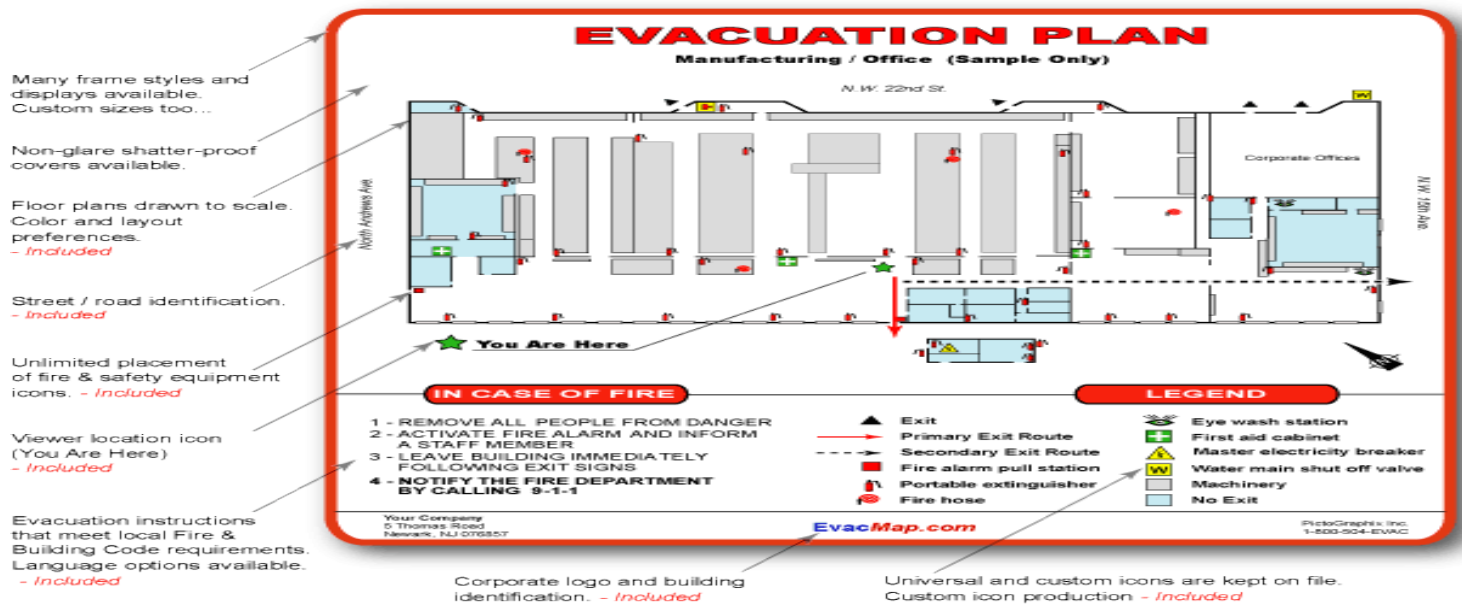 EVACUATION PLAN
Manufacturing / Office (Sample Only)
N.W. 22nd St.
W
Corporate Offices
North Andrews Ave.
N.W. 15th Ave.
You Are Here
IN CASE OF FIRE
1 - REMOVE ALL PEOPLE FROM DANGER
2 - ACTIVATE FIRE ALARM AND INFORM
A STAFF MEMBER
3 - LEAVE BUILDING IMMEDIATELY
FOLLOWING EXIT SIGNS
4 - NOTIFY THE FIRE DEPARTMENT
BY CALLING 9-1-1
LEGEND
Exit
Primary Exit Route
Secondary Exit Route
Fire alarm pull station
Portable extinguisher
Fire hose
Eye wash station
First aid cabinet
Master electricity breaker
W Water main shut off valve
Machinery
No Exit
Your Company
5 Thomas Road
Newark, NJ 076857
EvacMap.com
PictoGraphix Inc.
1-800-504-EVAC
Many frame styles and
displays available.
Custom sizes too...
Non-glare shatter-proof
covers available.
Floor plans drawn to scale.
Color and layout
preferences.
- Included
Street / road identification.
- Included
Unlimited placement
of fire & safety equipment
icons. - Included
Viewer location icon
(You Are Here)
- Included
Evacuation instructions
that meet local Fire &
Building Code requirements.
Language options available.
- Included
Corporate logo and building
identification. - Included
Universal and custom icons are kept on file.
Custom icon production - Included